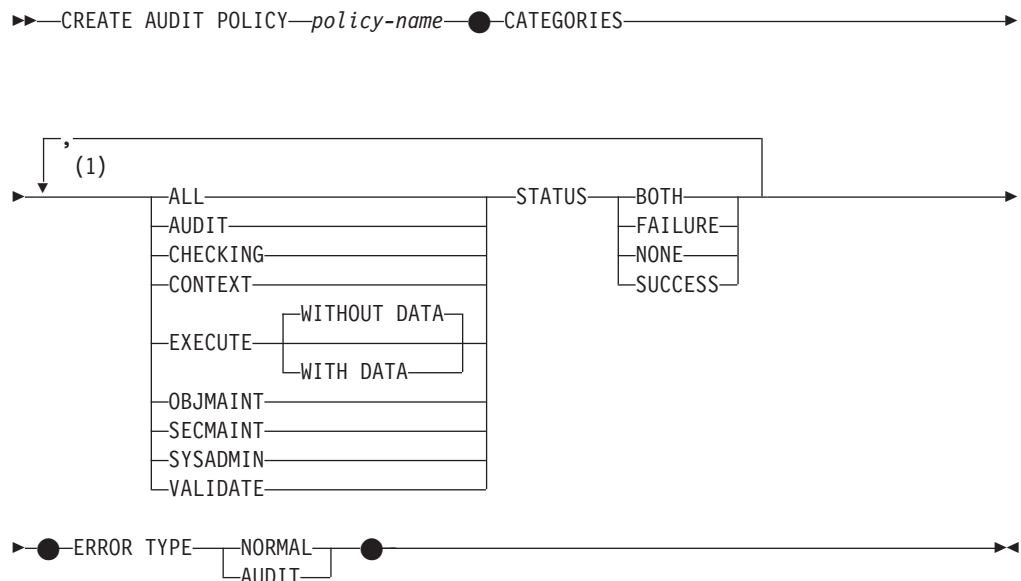 CREATE AUDIT POLICY policy-name CATEGORIES
,
(1)
ALL STATUS BOTH
AUDIT FAILURE
CHECKING NONE
CONTEXT SUCCESS
WITHOUT DATA
EXECUTE
WITH DATA
OBJMAINT
SECMAINT
SYSADMIN
VALIDATE
ERROR TYPE NORMAL
AUDIT